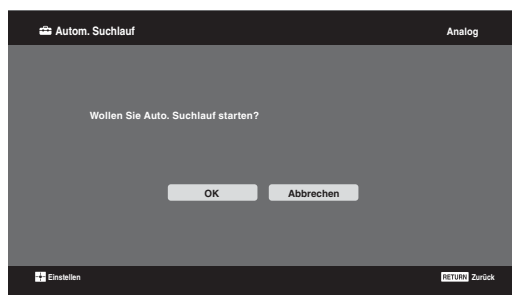 Autom. Suchlauf Analog
Wollen Sie Auto. Suchlauf starten?
OK Abbrechen
Einstellen RETURN Zurück